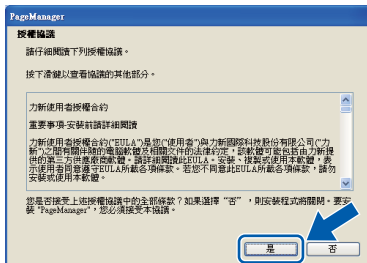 PageManager
授權協議
請仔細閱讀下列授權協議。
按下滑鍵以查看協議的其他部分。
力新使用者授權合約
重要事項-安裝前請詳細閱讀
力新使用者授權合約("EULA")是您(使用者)與力新國際科技股份有限公司("力
新")之間有關伴隨的電腦軟體及相關文件的法律約定，該軟體可能包括由力新提
供的第三方供應廠商軟體。請詳細閱讀此EULA。安裝、複製或使用本軟體，表
示使用者同意遵守EULA所載各項條款。若您不同意此EULA所載各項條款，請勿
安裝或使用本軟體。
您是否接受上述授權協議中的全部條款？如果選擇“否”，則安裝程式將關閉。要安
裝 "PageManager"，您必須接受本協議。
是
否